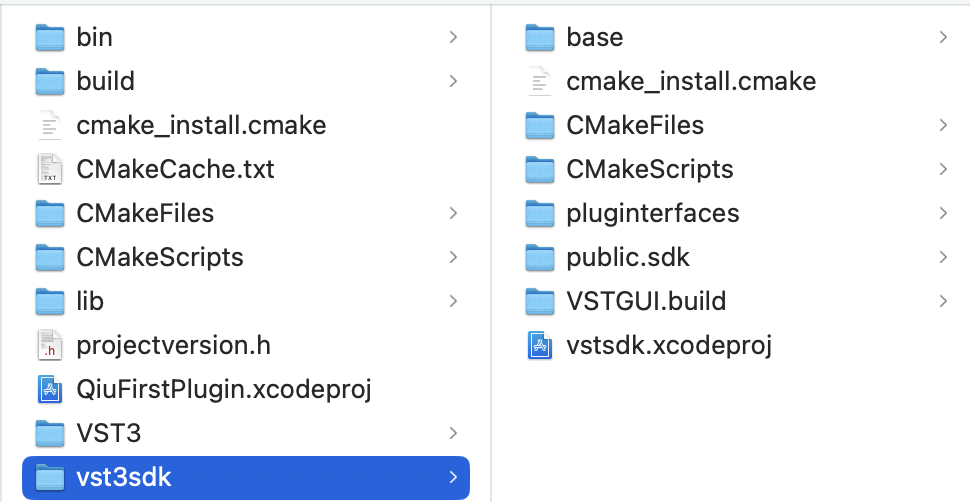 bin
build
cmake_install.cmake
CMakeCache.txt
CMakeFiles
CMakeScripts
lib
projectversion.h
QiuFirstPlugin.xcodeproj
VST3
vst3sdk
base
cmake_install.cmake
CMakeFiles
CMakeScripts
pluginterfaces
public.sdk
VSTGUI.build
vstsdk.xcodeproj